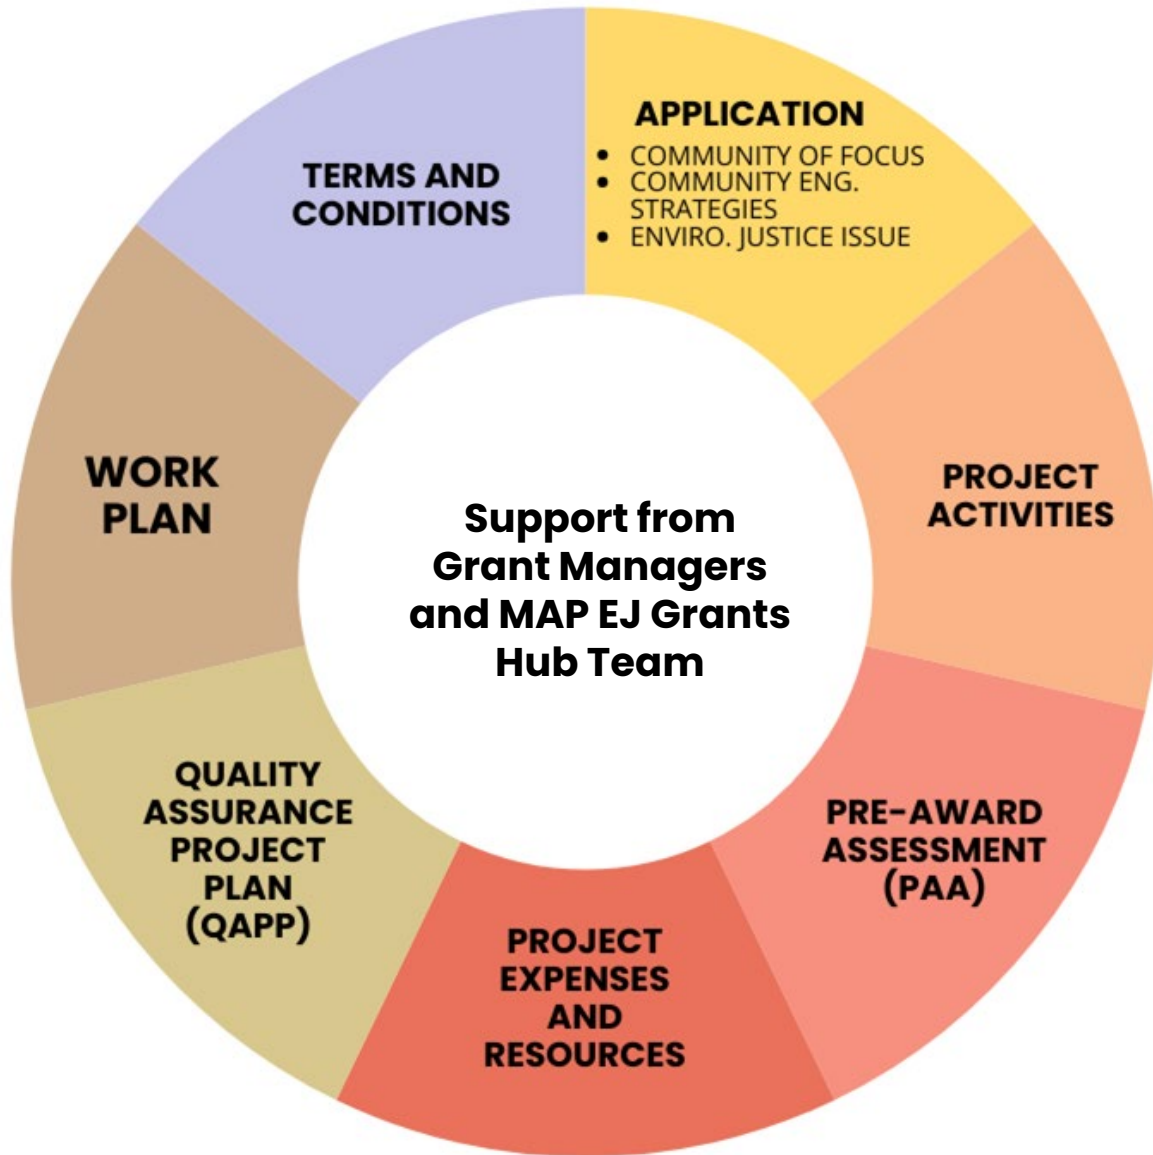 APPLICATION
• COMMUNITY OF FOCUS
• COMMUNITY ENG.
STRATEGIES
• ENVIRO. JUSTICE ISSUE
PROJECT
ACTIVITIES
PRE-AWARD
ASSESSMENT
(PAA)
PROJECT
EXPENSES
AND
RESOURCES
QUALITY
ASSURANCE
PROJECT
PLAN
(QAPP)
WORK
PLAN
TERMS AND
CONDITIONS
Support from
Grant Managers
and MAP EJ Grants
Hub Team